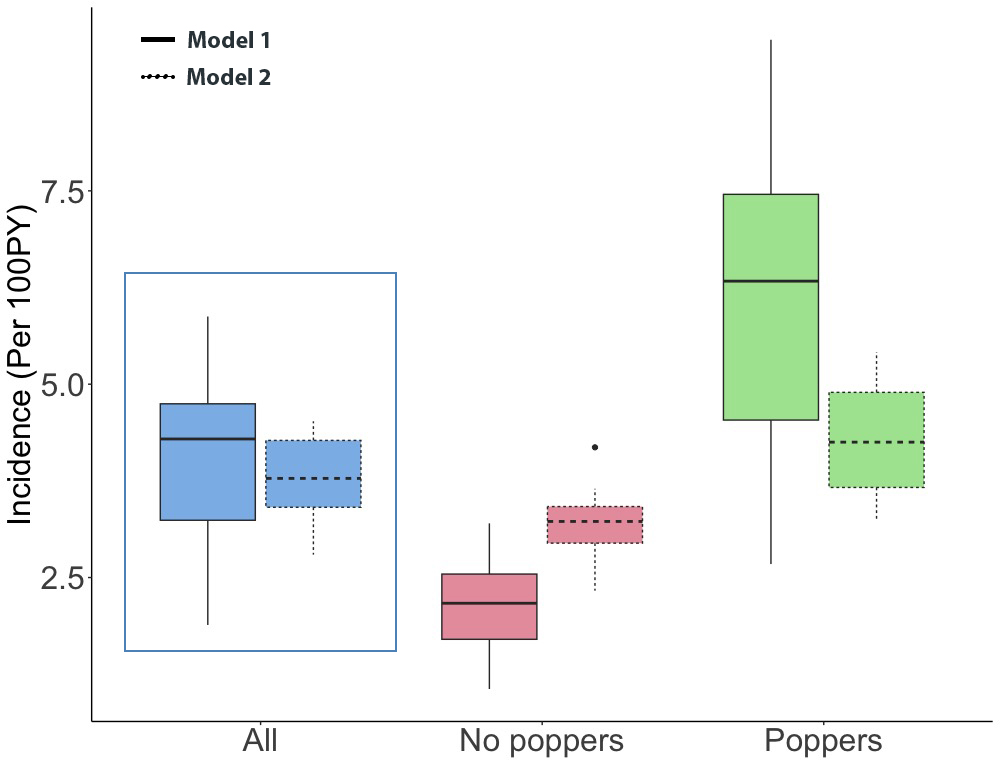 Model 1
Model 2
Incidence (Per 100PY)
7.5
5.0
2.5
All
No poppers
Poppers